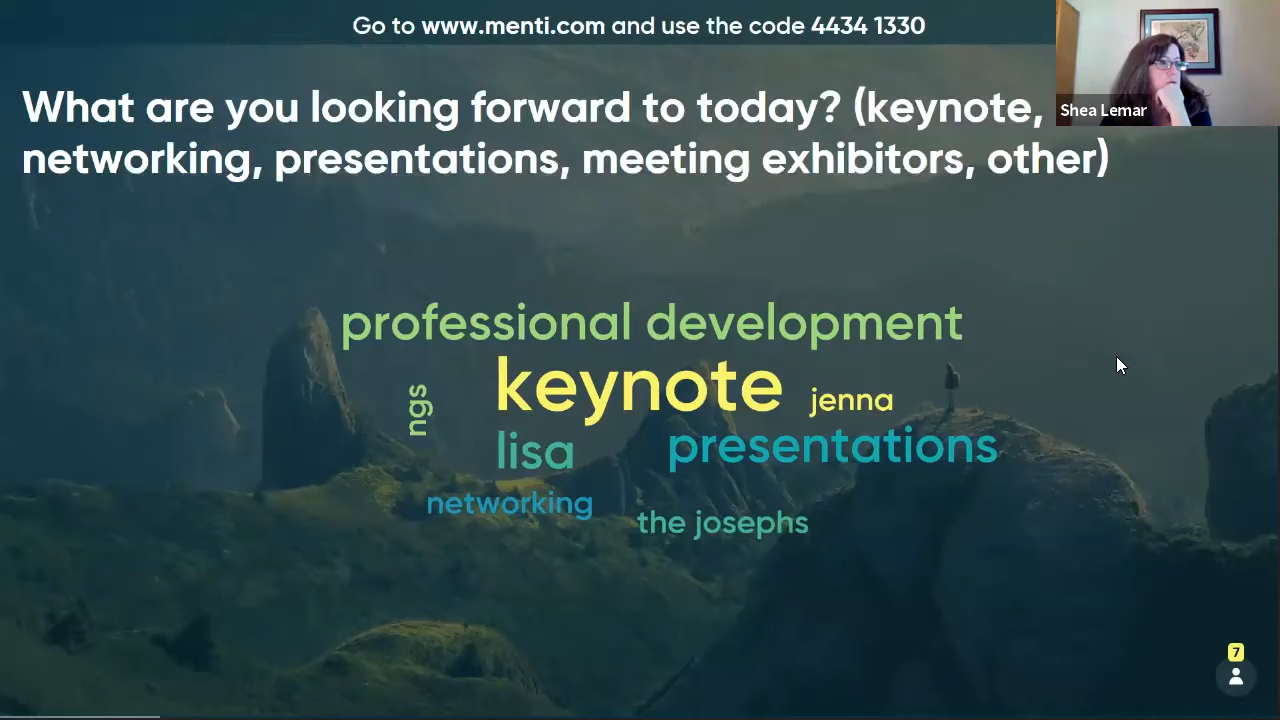 Go to www.menti.com and use the code 4434 1330
Shea Lemar
What are you looking forward to today? (keynote,
networking, presentations, meeting exhibitors, other)
professional development
keynote
ngs
jenna
lisa
presentations
networking
the josephs
7